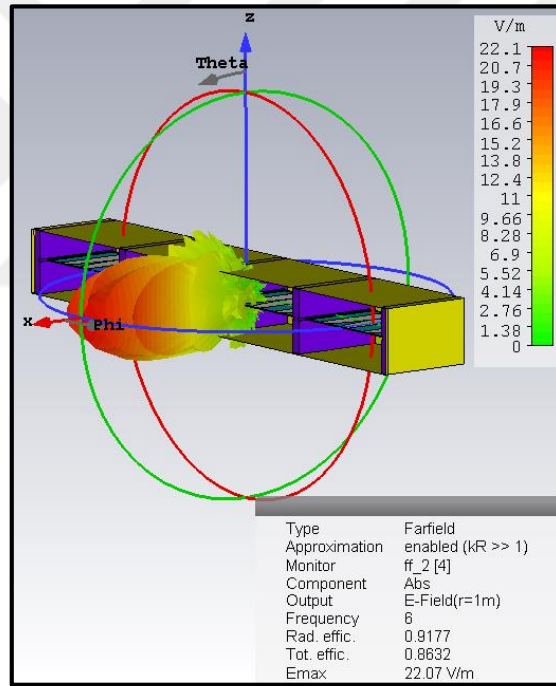 z
V/m
Theta
22.1
20.7
19.3
17.9
16.6
15.2
13.8
12.4
11
9.66
8.28
6.9
5.52
4.14
2.76
1.38
0
x
Phi
Type Farfield
Approximation enabled (kR >> 1)
Monitor ff_2 [4]
Component Abs
Output E-Field(r=1m)
Frequency 6
Rad. effic. 0.9177
Tot. effic. 0.8632
Emax 22.07 V/m